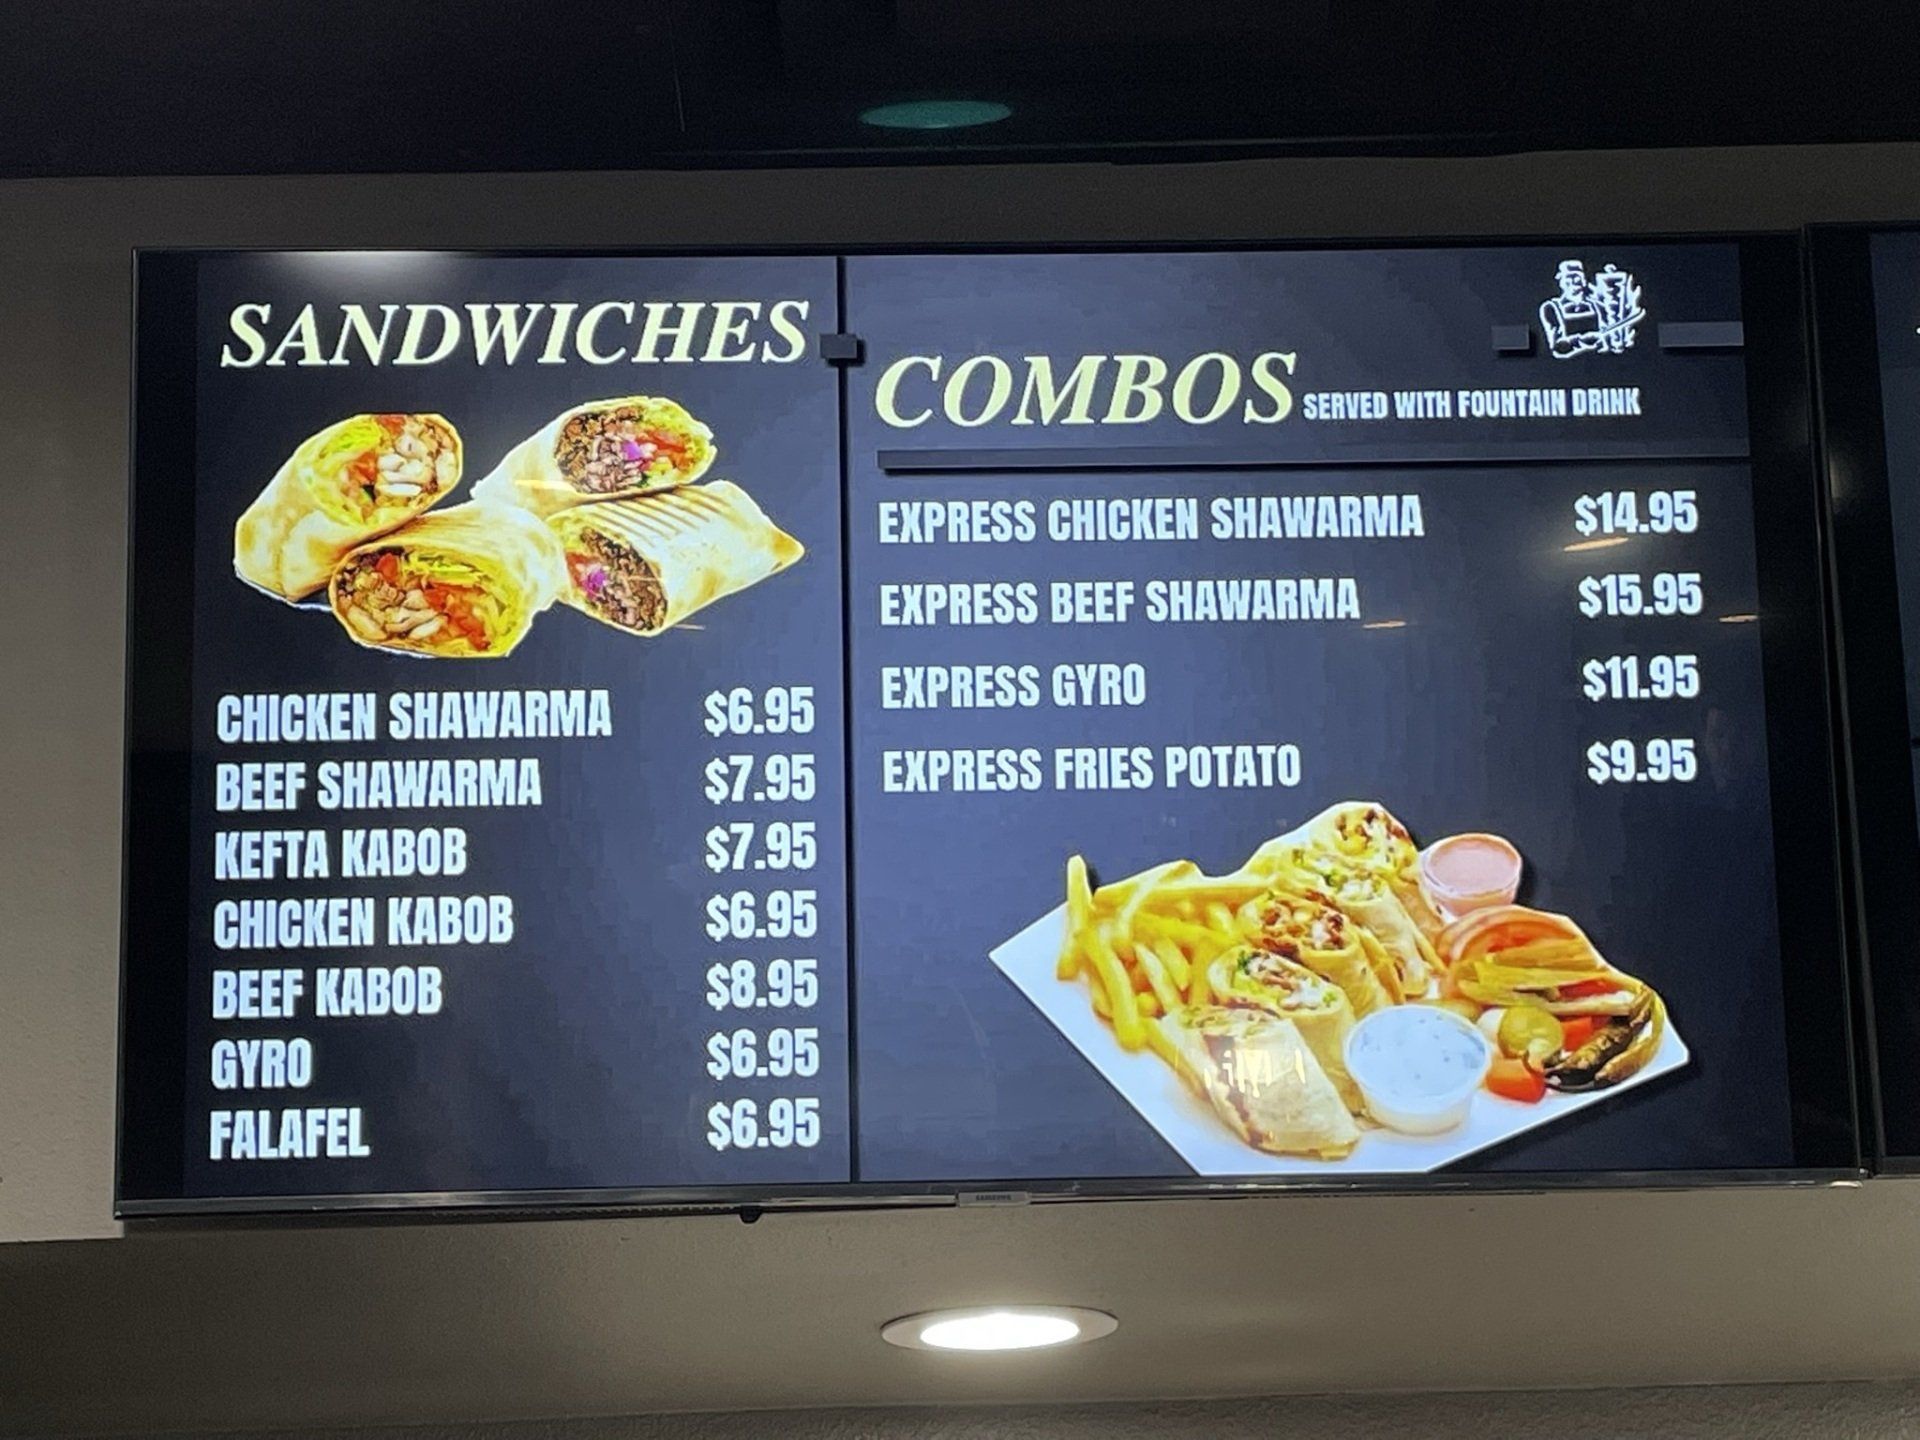 SANDWICHES
CHICKEN SHAWARMA $6.95
BEEF SHAWARMA $7.95
KEFTA KABOB $7.95
CHICKEN KABOB $6.95
BEEF KABOB $8.95
GYRO $6.95
FALAFEL $6.95
COMBOS SERVED WITH FOUNTAIN DRINK
EXPRESS CHICKEN SHAWARMA $14.95
EXPRESS BEEF SHAWARMA $15.95
EXPRESS GYRO $11.95
EXPRESS FRIES POTATO $9.95
SAMSUNG